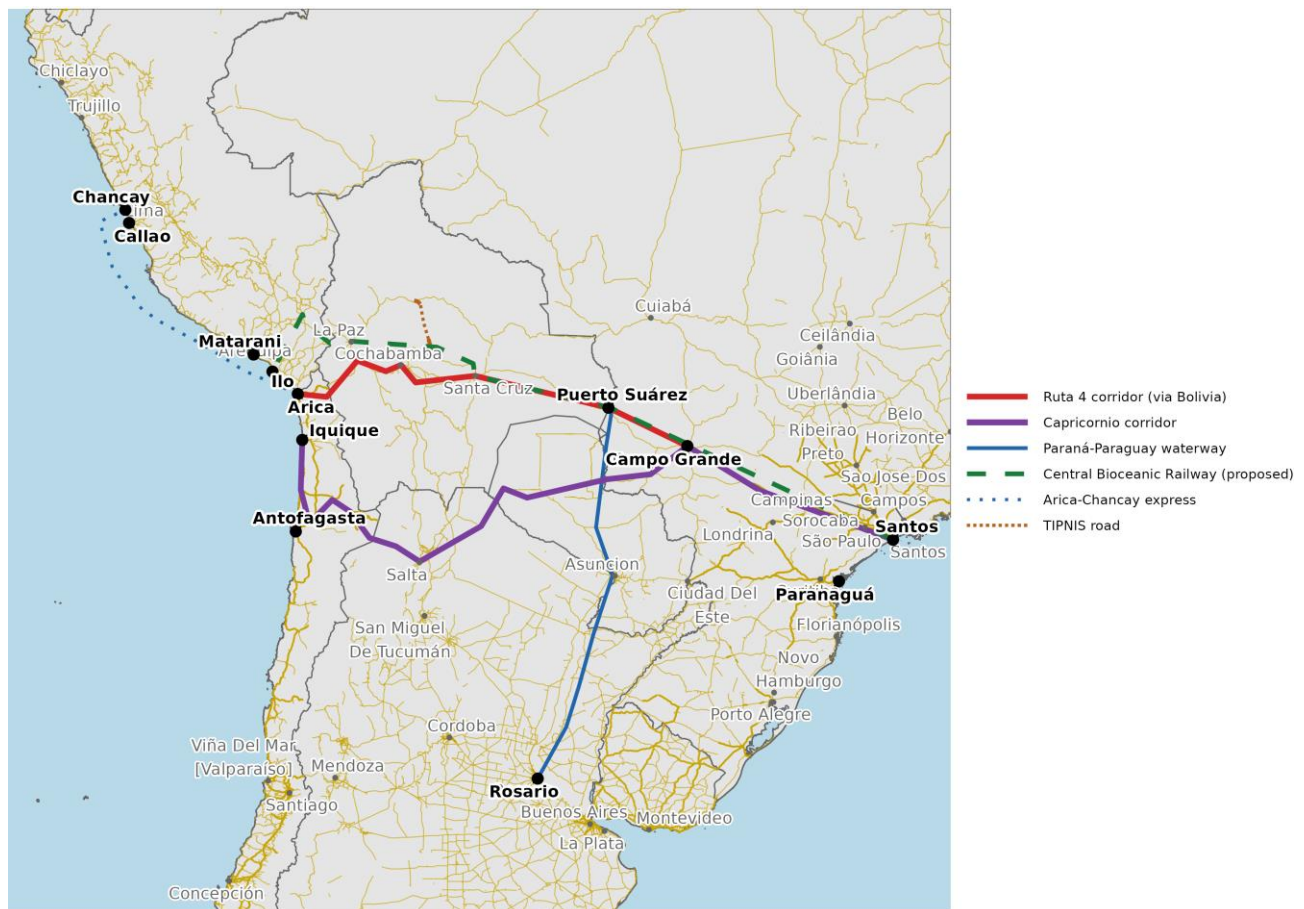 Chiclayo
Trujillo
Chancay
Lima
Callao
Cuiabá
Ceilândia
Goiânia
La Paz
Matarani
Arequipa
Cochabamba
Ilo
Santa Cruz
Puerto Suárez
Uberlândia
Arica
Belo
Horizonte
Ribeirao
Preto
Iquique
Campo Grande
São Jose Dos
Campos
Campinas
Antofagasta
Sorocaba
Santos
Londrina
São Paulo
Santos
Salta
Asuncion
Ciudad Del
Este
Curitiba
Paranaguá
San Miguel
De Tucumán
Florianópolis
Novo
Hamburgo
Porto Alegre
Cordoba
Viña Del Mar
[Valparaíso]
Mendoza
Santiago
Rosario
Buenos Aires
Montevideo
La Plata
Concepción
Ruta 4 corridor (via Bolivia)
Capricornio corridor
Paraná-Paraguay waterway
Central Bioceanic Railway (proposed)
Arica-Chancay express
TIPNIS road